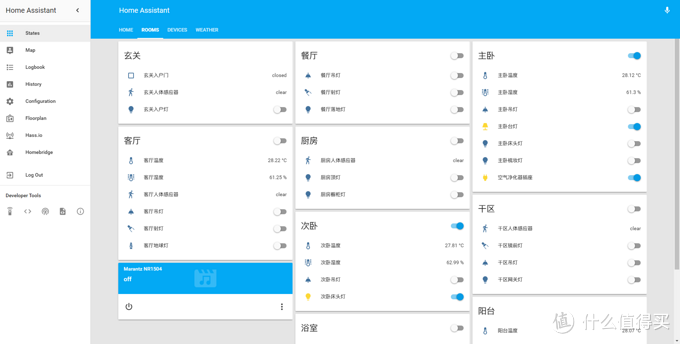 Home Assistant
States
Map
Logbook
History
Configuration
Floorplan
Hass.io
Homebridge
Log Out
Developer Tools
Home Assistant
HOME ROOMS DEVICES WEATHER
玄关
玄关入户门 closed
玄关人体感应器 clear
玄关入户灯
客厅
客厅温度 28.22 °C
客厅湿度 61.25 %
客厅人体感应器 clear
客厅吊灯
客厅射灯
客厅地球灯
Marantz NR1504
off
餐厅
餐厅吊灯
餐厅射灯
餐厅落地灯
厨房
厨房人体感应器 clear
厨房顶灯
厨房橱柜灯
次卧
次卧温度 27.81 °C
次卧湿度 62.99 %
次卧吊灯
次卧床头灯
浴室
主卧
主卧温度 28.12 °C
主卧湿度 61.3 %
主卧吊灯
主卧台灯
主卧床头灯
主卧梳妆灯
空气净化器插座
干区
干区人体感应器 clear
干区镜前灯
干区吊灯
干区网关灯
阳台
阳台温度 28.07 °C
值 什么值得买